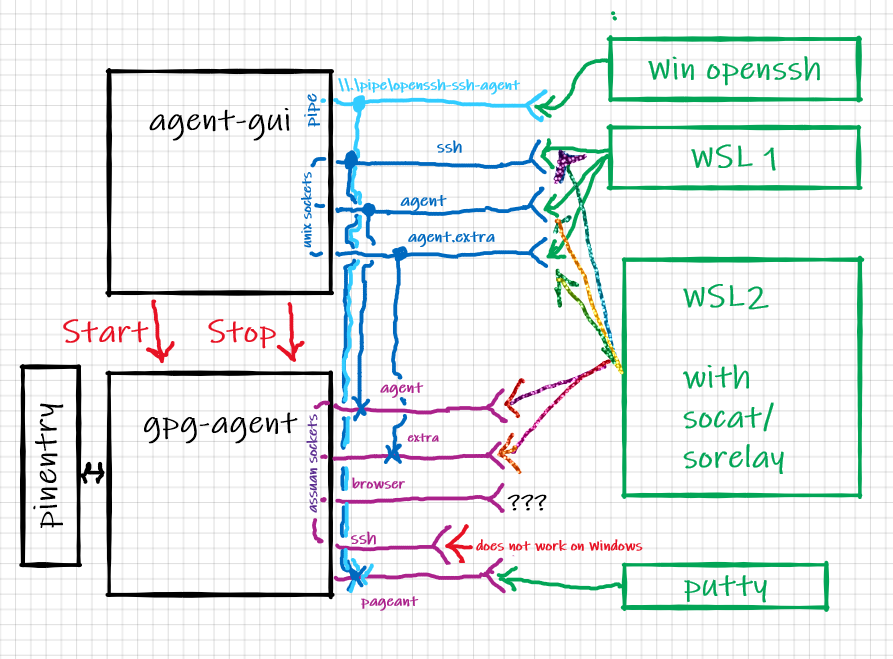 \\.\pipe\openssh-ssh-agent
Win openssh
agent-gui
pipe
ssh
WSL 1
unix sockets
agent
agent.extra
WSL2
with
socat/
sorelay
Start
Stop
pinentry
gpg-agent
assuan sockets
agent
extra
browser
???
ssh
does not work on Windows
pageant
putty